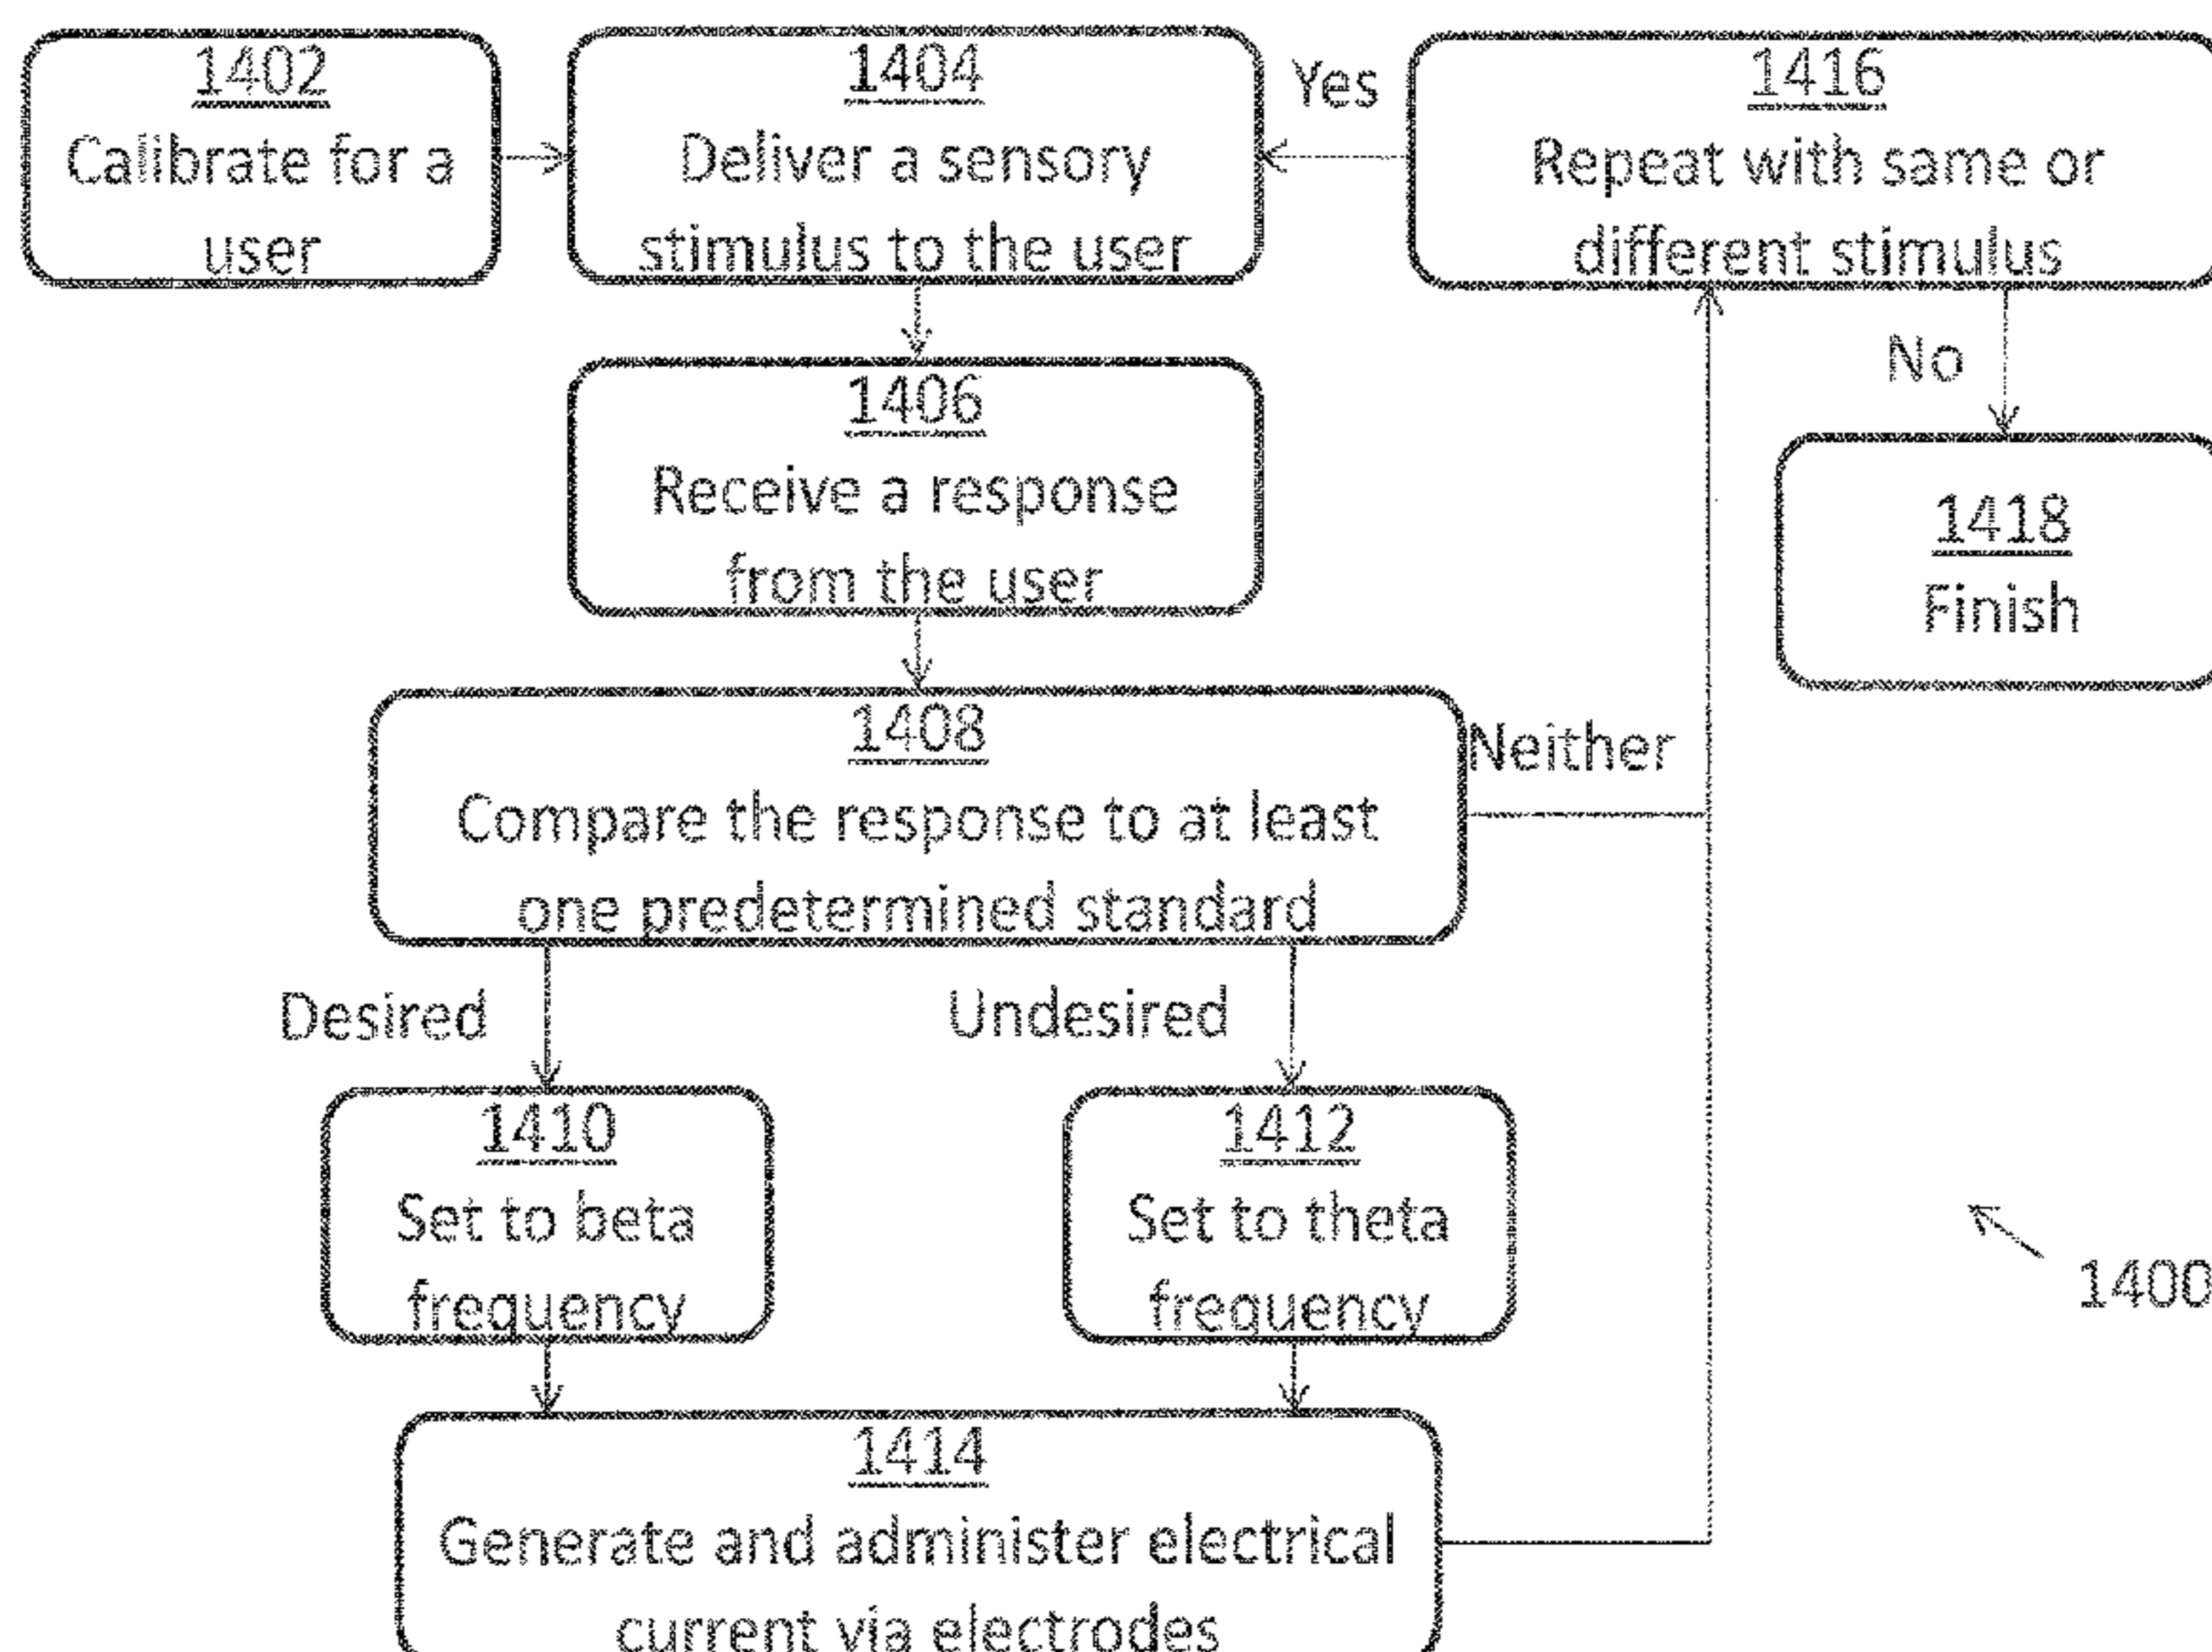 1402
Calibrate for a
user
1404
Deliver a sensory
stimulus to the user
Yes
1416
Repeat with same or
different stimulus
No
1406
Receive a response
from the user
1418
Finish
1408
Compare the response to at least
one predetermined standard
Neither
Desired
Undesired
1410
Set to beta
frequency
1412
Set to theta
frequency
1400
1414
Generate and administer electrical
current via electrodes